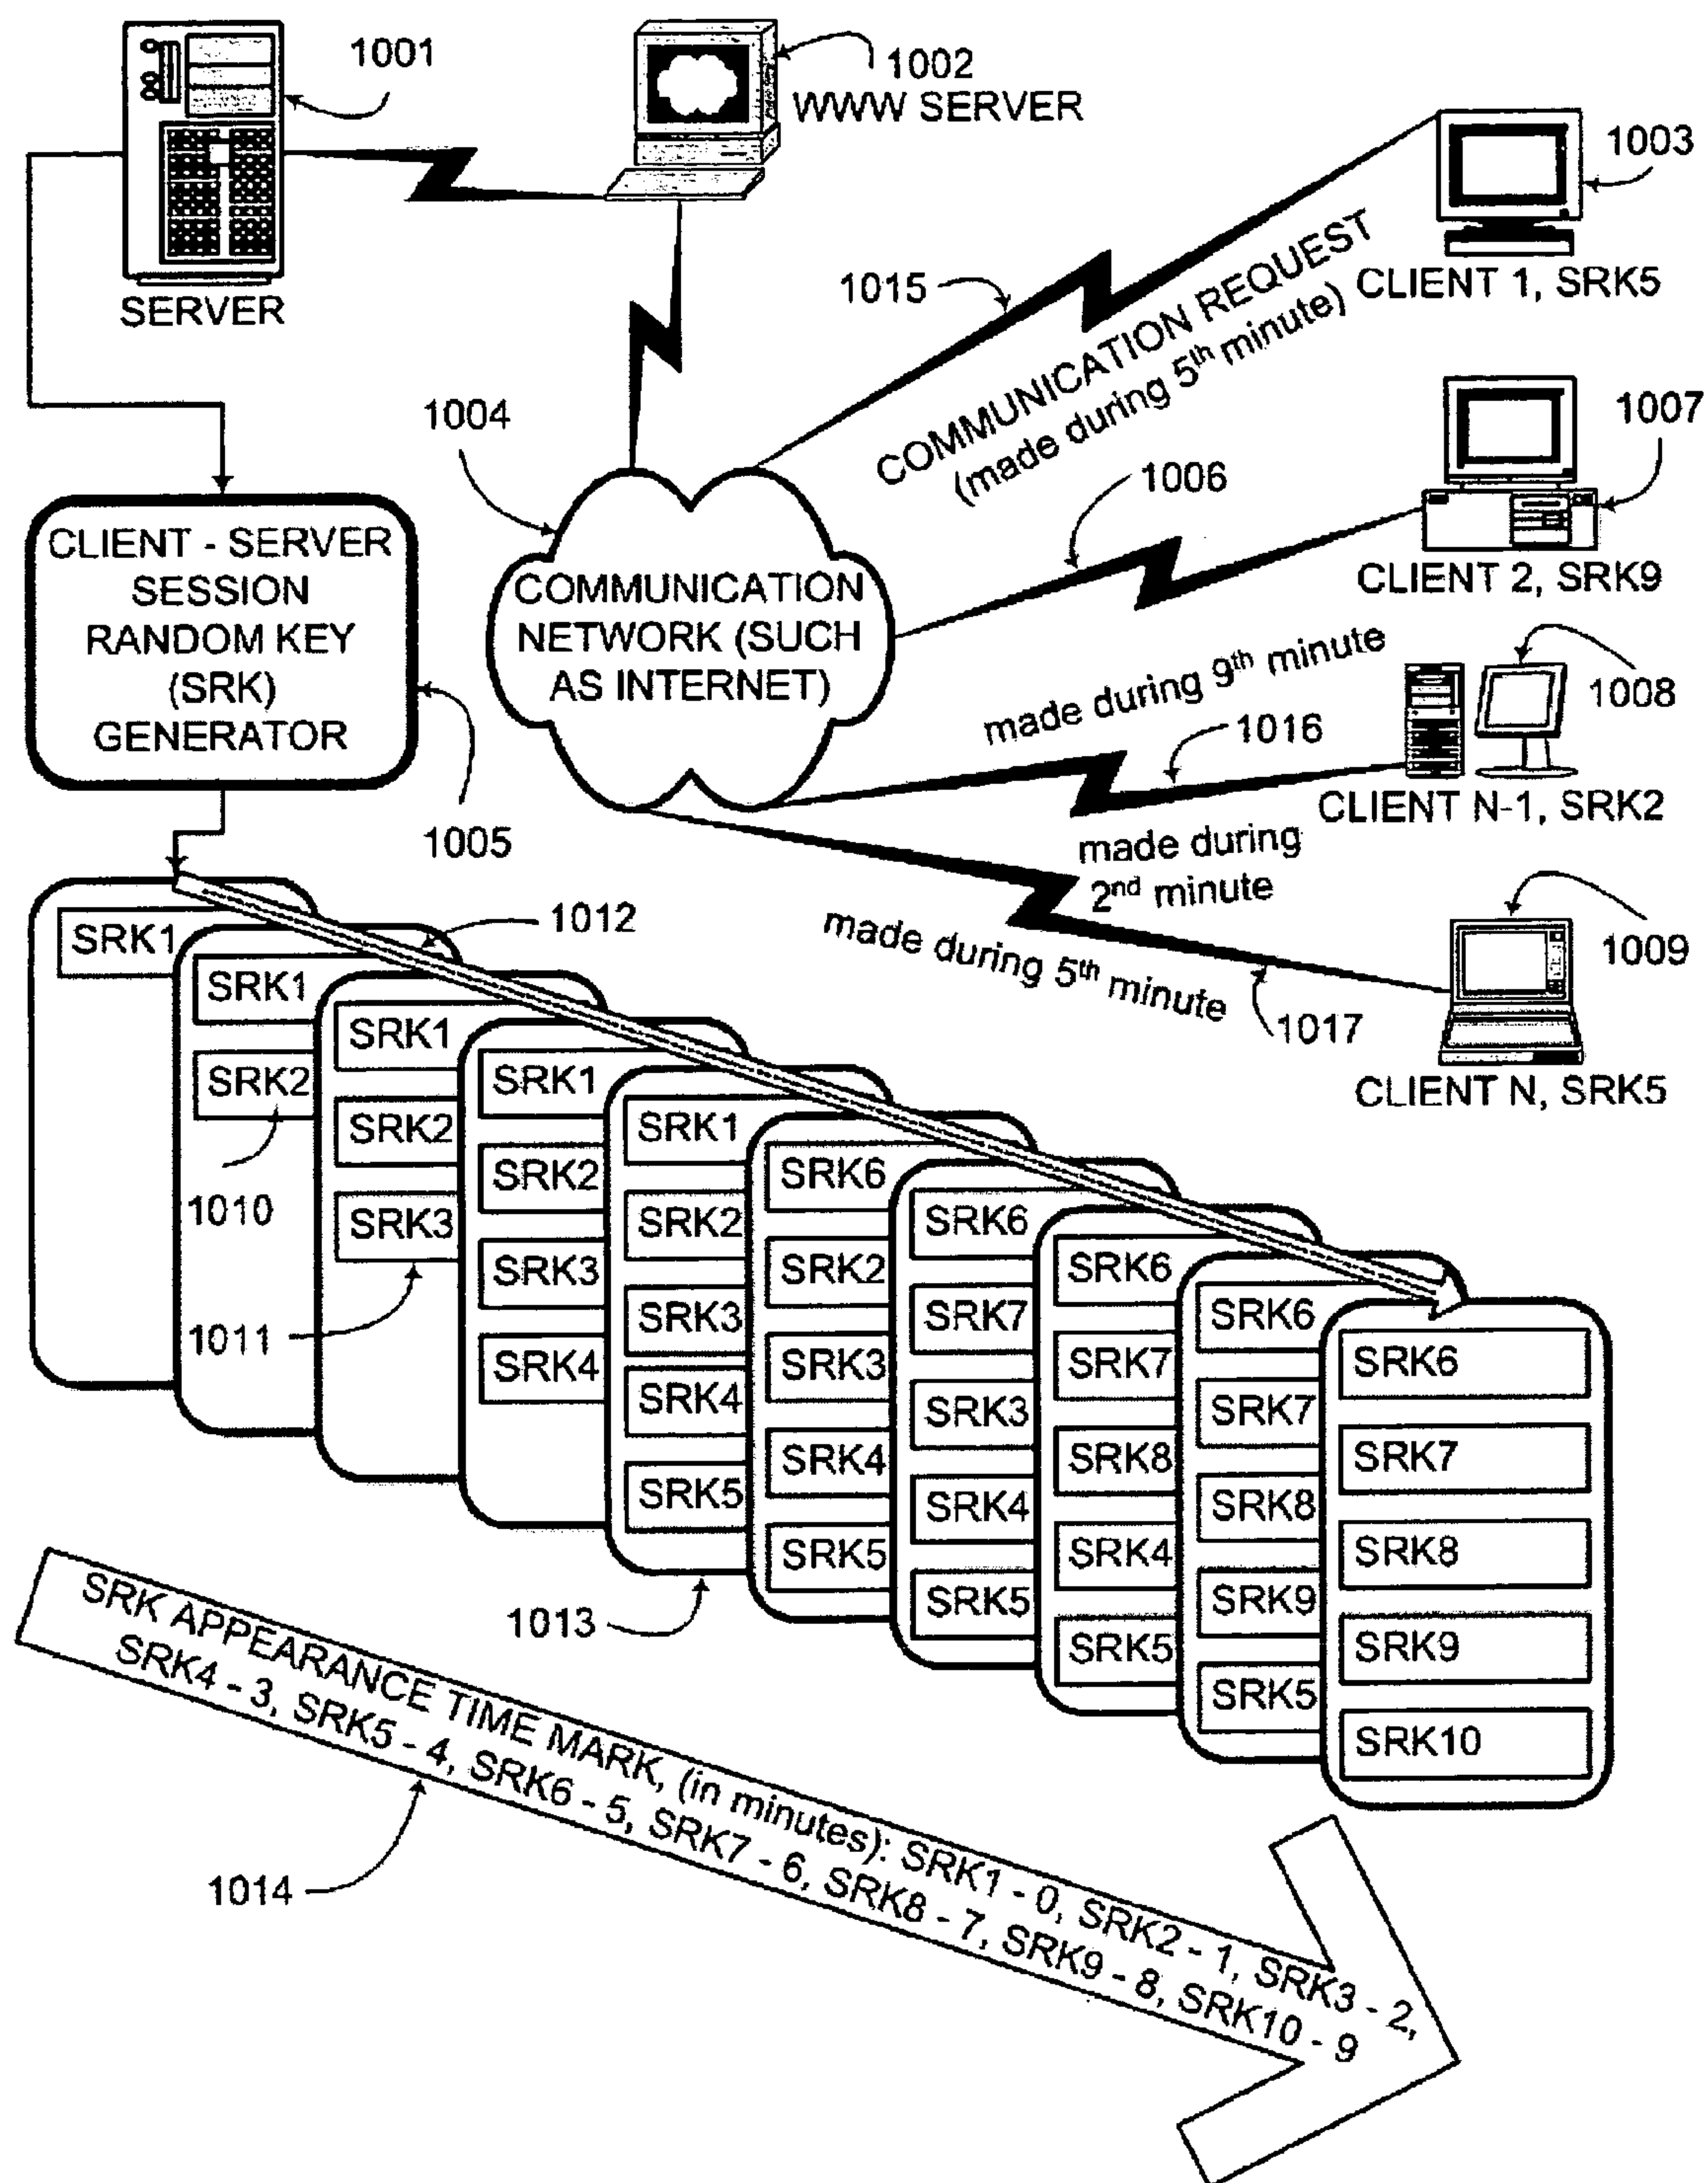 1001
1002
WWW SERVER
SERVER
1003
CLIENT 1, SRK5
1015
COMMUNICATION REQUEST
(made during 5th minute)
1004
1006
1007
CLIENT 2, SRK9
CLIENT - SERVER
SESSION
RANDOM KEY
(SRK)
GENERATOR
1005
COMMUNICATION
NETWORK (SUCH
AS INTERNET)
made during 9th minute
1016
1008
CLIENT N-1, SRK2
made during
2nd minute
made during 5th minute
1017
1009
CLIENT N, SRK5
1012
SRK1
SRK1
SRK2
1010
SRK1
SRK2
SRK3
1011
SRK1
SRK2
SRK3
SRK4
SRK1
SRK2
SRK3
SRK4
SRK5
1013
SRK6
SRK2
SRK3
SRK4
SRK5
SRK6
SRK7
SRK3
SRK4
SRK5
SRK6
SRK7
SRK8
SRK4
SRK5
SRK6
SRK7
SRK8
SRK9
SRK5
SRK6
SRK7
SRK8
SRK9
SRK10
SRK APPEARANCE TIME MARK, (in minutes): SRK1 - 0, SRK2 - 1, SRK3 - 2,
SRK4 - 3, SRK5 - 4, SRK6 - 5, SRK7 - 6, SRK8 - 7, SRK9 - 8, SRK10 - 9
1014